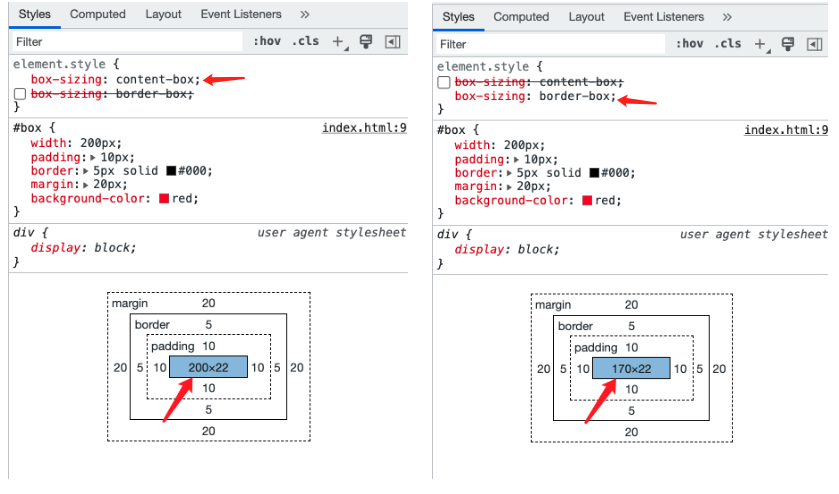 Styles Computed Layout Event Listeners »
Filter :hov .cls +
element.style {
box-sizing: content-box;
box-sizing: border-box;
}
#box { index.html:9
width: 200px;
padding: 10px;
border: 5px solid #000;
margin: 20px;
background-color: red;
}
div { user agent stylesheet
display: block;
}
margin 20
border 5
padding 10
20 5 10 200×22 10 5 20
10
5
20
Styles Computed Layout Event Listeners »
Filter :hov .cls +
element.style {
box-sizing: content-box;
box-sizing: border-box;
}
#box { index.html:9
width: 200px;
padding: 10px;
border: 5px solid #000;
margin: 20px;
background-color: red;
}
div { user agent stylesheet
display: block;
}
margin 20
border 5
padding 10
20 5 10 170×22 10 5 20
10
5
20